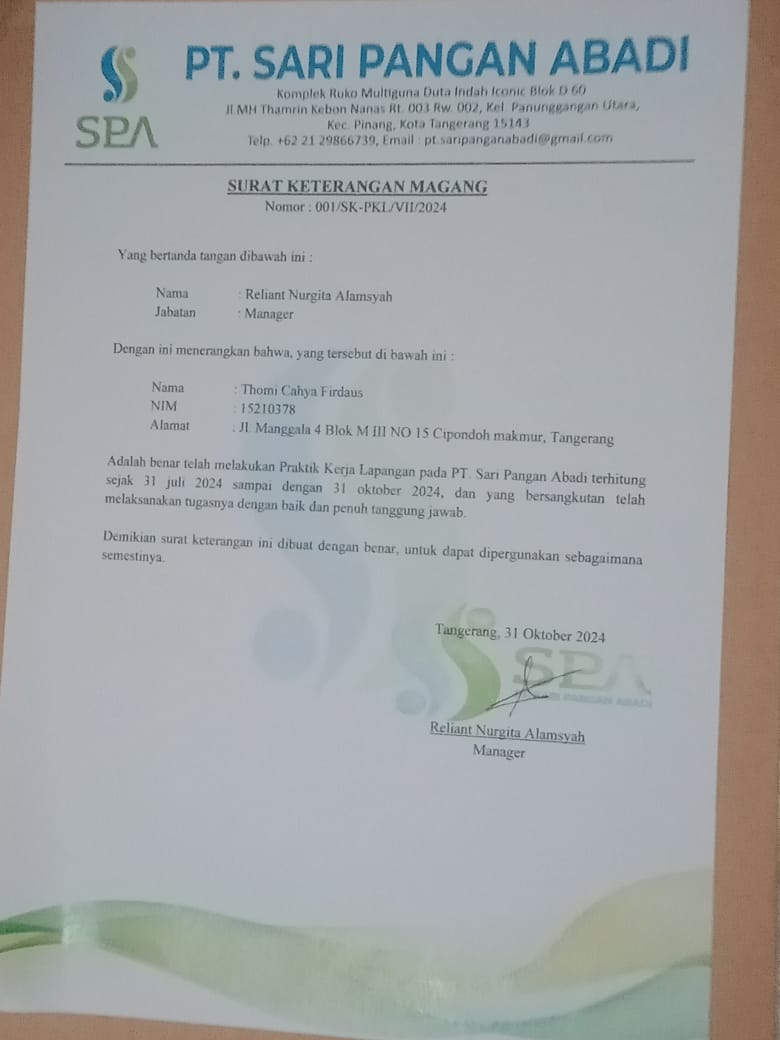 PT. SARI PANGAN ABADI
SPA
Komplek Ruko Multiguna Duta Indah Iconic Blok D 60
Jl.MH Thamrin Kebon Nanas Rt. 003 Rw. 002, Kel. Panunggangan Utara,
Kec. Pinang, Kota Tangerang 15143
Telp. +62 21 29866739, Email : pt.saripanganabadi@gmail.com
SURAT KETERANGAN MAGANG
Nomor : 001/SK-PKL/VII/2024
Yang bertanda tangan dibawah ini :
Nama : Reliant Nurgita Alamsyah
Jabatan : Manager
Dengan ini menerangkan bahwa, yang tersebut di bawah ini :
Nama : Thomi Cahya Firdaus
NIM : 15210378
Alamat : Jl. Manggala 4 Blok M III NO 15 Cipondoh makmur, Tangerang
Adalah benar telah melakukan Praktik Kerja Lapangan pada PT. Sari Pangan Abadi terhitung
sejak 31 juli 2024 sampai dengan 31 oktober 2024, dan yang bersangkutan telah
melaksanakan tugasnya dengan baik dan penuh tanggung jawab.
Demikian surat keterangan ini dibuat dengan benar, untuk dapat dipergunakan sebagaimana
semestinya.
Tangerang, 31 Oktober 2024
SPA
SARI PANGAN ABADI
Reliant Nurgita Alamsyah
Manager